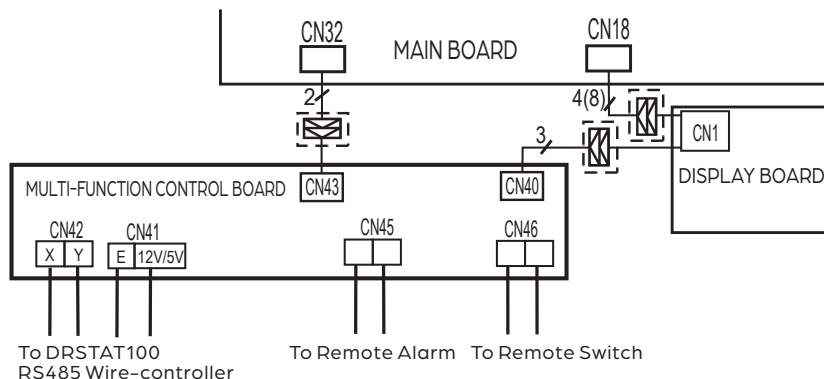 CN32
MAIN BOARD
CN18
2
4(8)
CN1
3
DISPLAY BOARD
MULTI-FUNCTION CONTROL BOARD
CN43
CN40
CN42
CN41
CN45
CN46
X
Y
E
12V/5V
To DRSTAT100
RS485 Wire-controller
To Remote Alarm
To Remote Switch